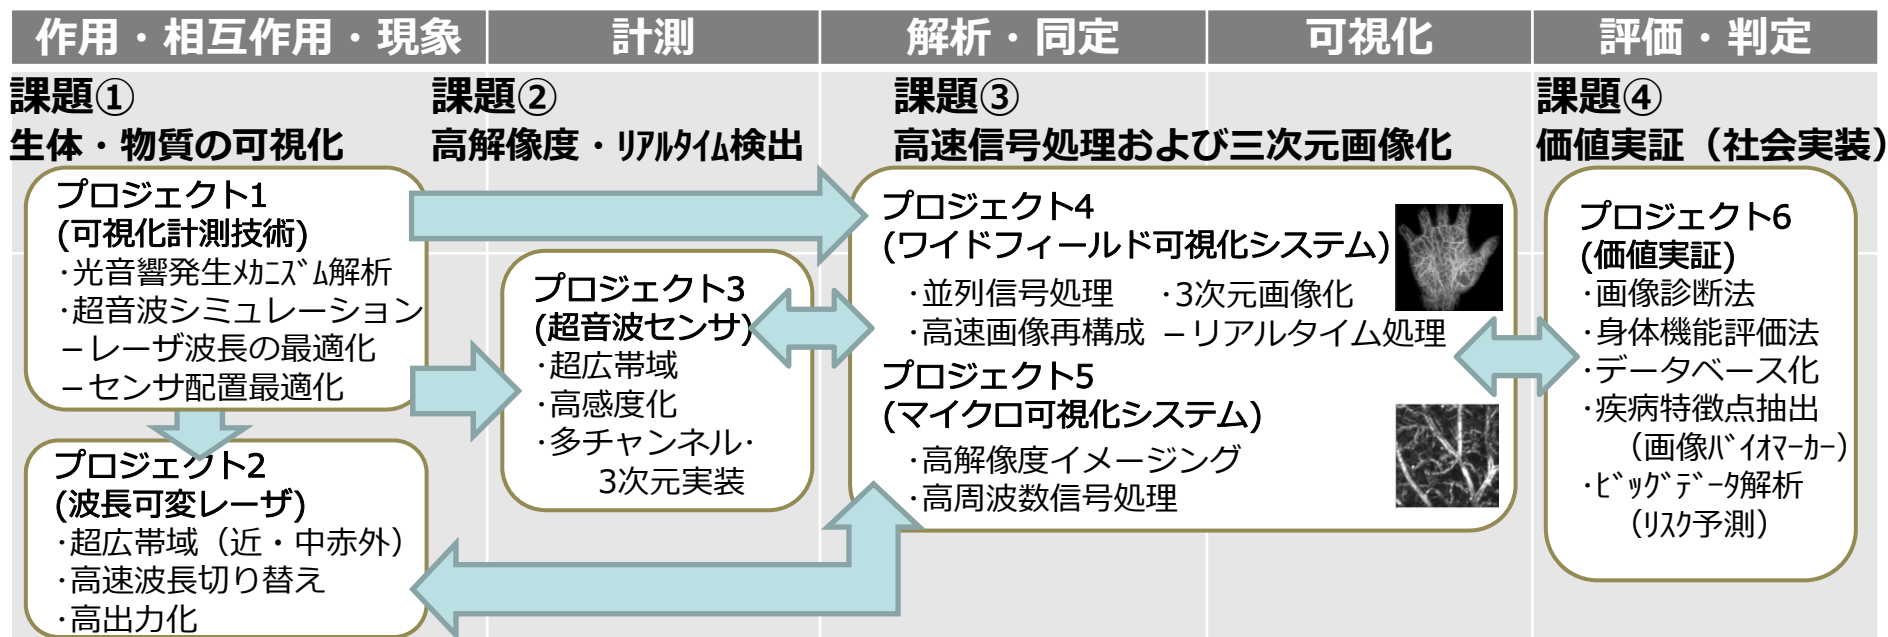 作用・相互作用・現象
計測
解析・同定
可視化
評価・判定
課題①
生体・物質の可視化
課題②
高解像度・ﾘｱﾙﾀｲﾑ検出
課題③
高速信号処理および三次元画像化
課題④
価値実証（社会実装）
プロジェクト1
(可視化計測技術)
･光音響発生ﾒｶﾆｽﾞﾑ解析
･超音波シミュレーション
－レーザ波長の最適化
－センサ配置最適化
プロジェクト2
(波長可変レーザ)
･超広帯域（近・中赤外）
･高速波長切り替え
･高出力化
プロジェクト3
(超音波センサ)
･超広帯域
･高感度化
･多チャンネル･
3次元実装
プロジェクト4
(ワイドフィールド可視化システム)
･並列信号処理 ･3次元画像化
･高速画像再構成 －リアルタイム処理
プロジェクト5
(マイクロ可視化システム)
･高解像度イメージング
･高周波数信号処理
プロジェクト6
(価値実証)
･画像診断法
･身体機能評価法
･データベース化
･疾病特徴点抽出
（画像ﾊﾞｲｵﾏｰｶｰ）
･ﾋﾞｯｸﾞﾃﾞｰﾀ解析
（ﾘｽｸ予測）